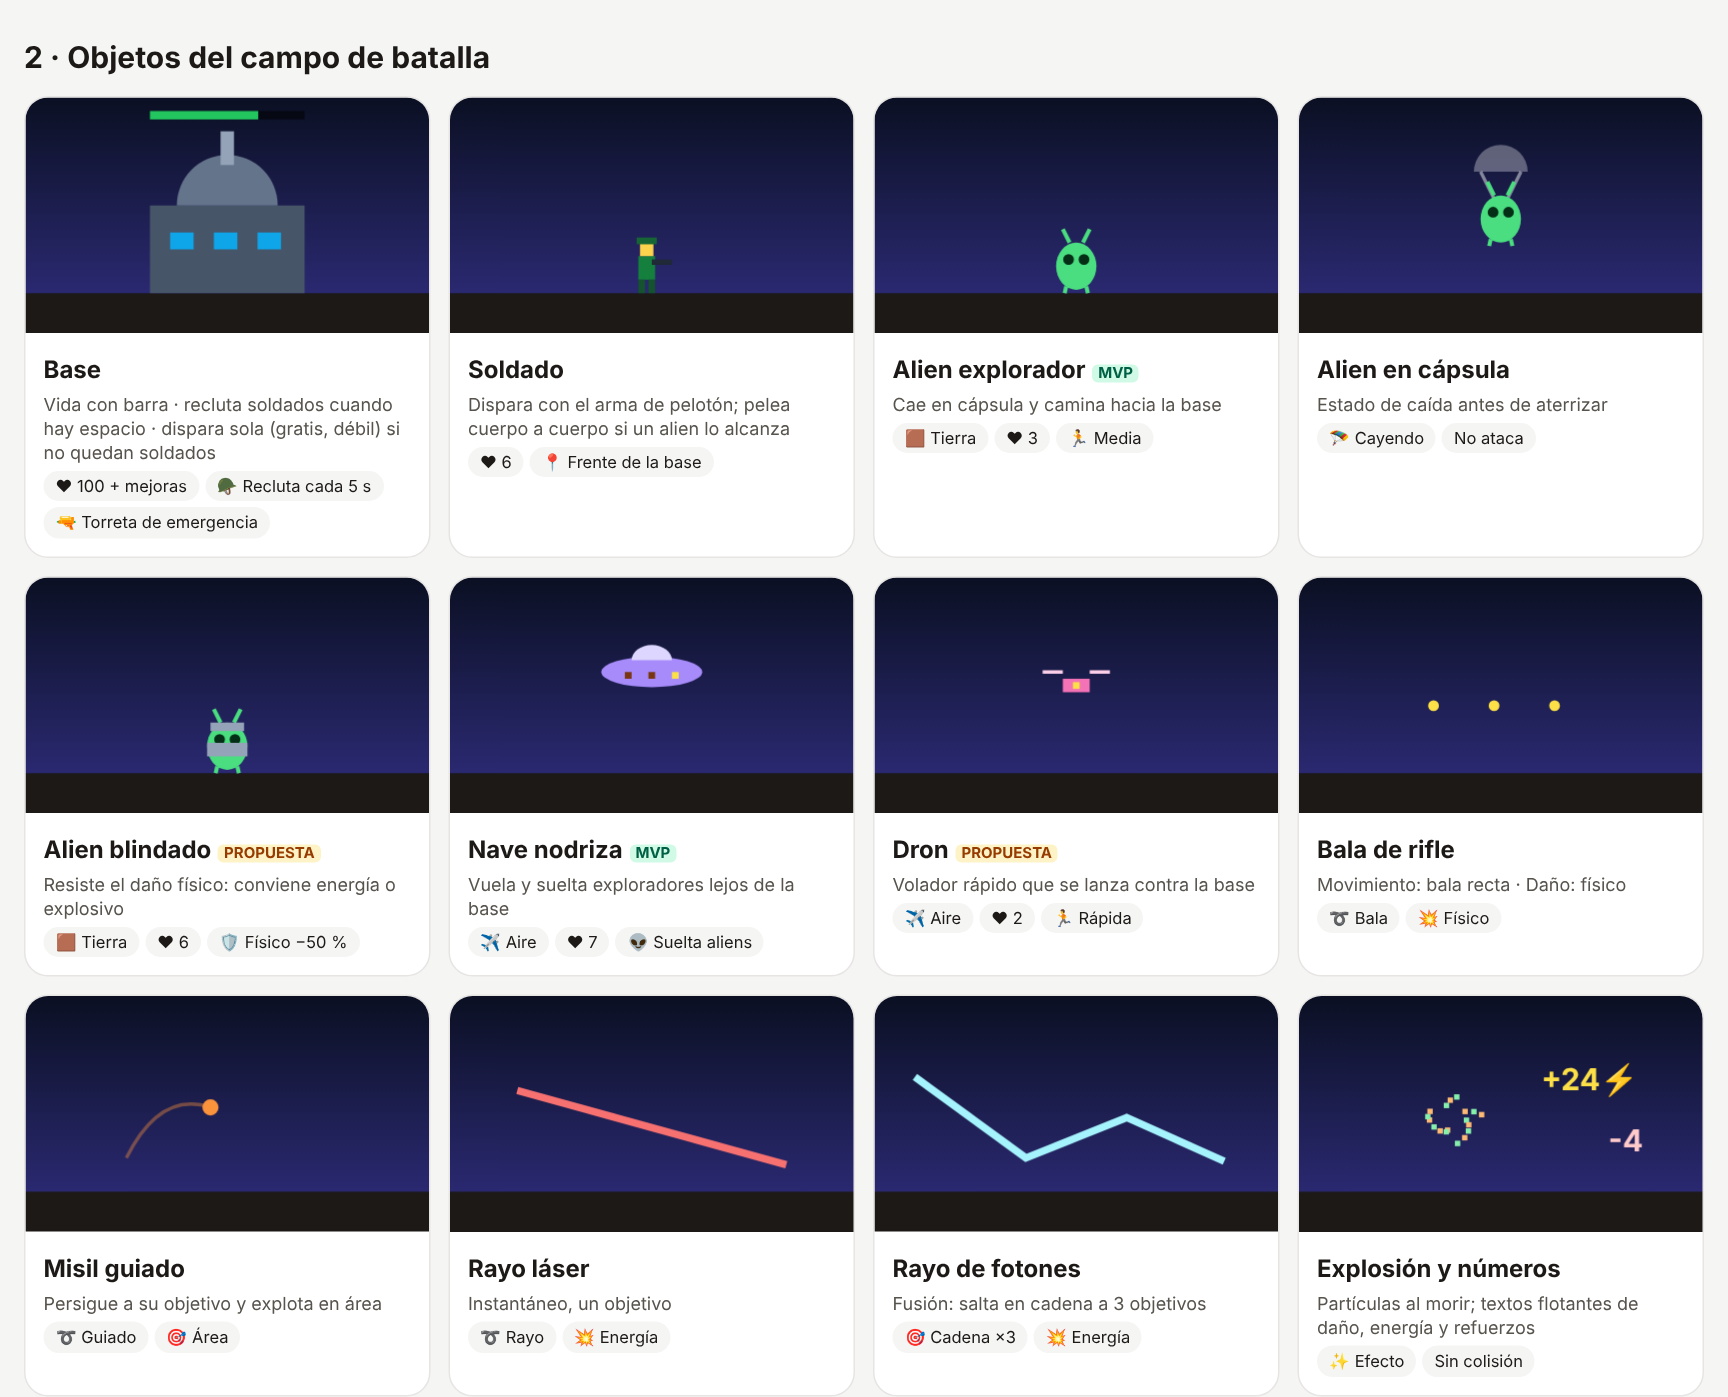 2 · Objetos del campo de batalla
Base
Vida con barra · recluta soldados cuando
hay espacio · dispara sola (gratis, débil) si
no quedan soldados
♥ 100 + mejoras
🪖 Recluta cada 5 s
🔫 Torreta de emergencia
Soldado
Dispara con el arma de pelotón; pelea
cuerpo a cuerpo si un alien lo alcanza
♥ 6
📍 Frente de la base
Alien explorador MVP
Cae en cápsula y camina hacia la base
🟫 Tierra
♥ 3
🏃 Media
Alien en cápsula
Estado de caída antes de aterrizar
🪂 Cayendo
No ataca
Alien blindado PROPUESTA
Resiste el daño físico: conviene energía o
explosivo
🟫 Tierra
♥ 6
🛡️ Físico −50 %
Nave nodriza MVP
Vuela y suelta exploradores lejos de la
base
✈️ Aire
♥ 7
👽 Suelta aliens
Dron PROPUESTA
Volador rápido que se lanza contra la base
✈️ Aire
♥ 2
🏃 Rápida
Bala de rifle
Movimiento: bala recta · Daño: físico
➰ Bala
💥 Físico
Misil guiado
Persigue a su objetivo y explota en área
➰ Guiado
🎯 Área
Rayo láser
Instantáneo, un objetivo
➰ Rayo
💥 Energía
Rayo de fotones
Fusión: salta en cadena a 3 objetivos
🎯 Cadena ×3
💥 Energía
+24⚡
-4
Explosión y números
Partículas al morir; textos flotantes de
daño, energía y refuerzos
✨ Efecto
Sin colisión